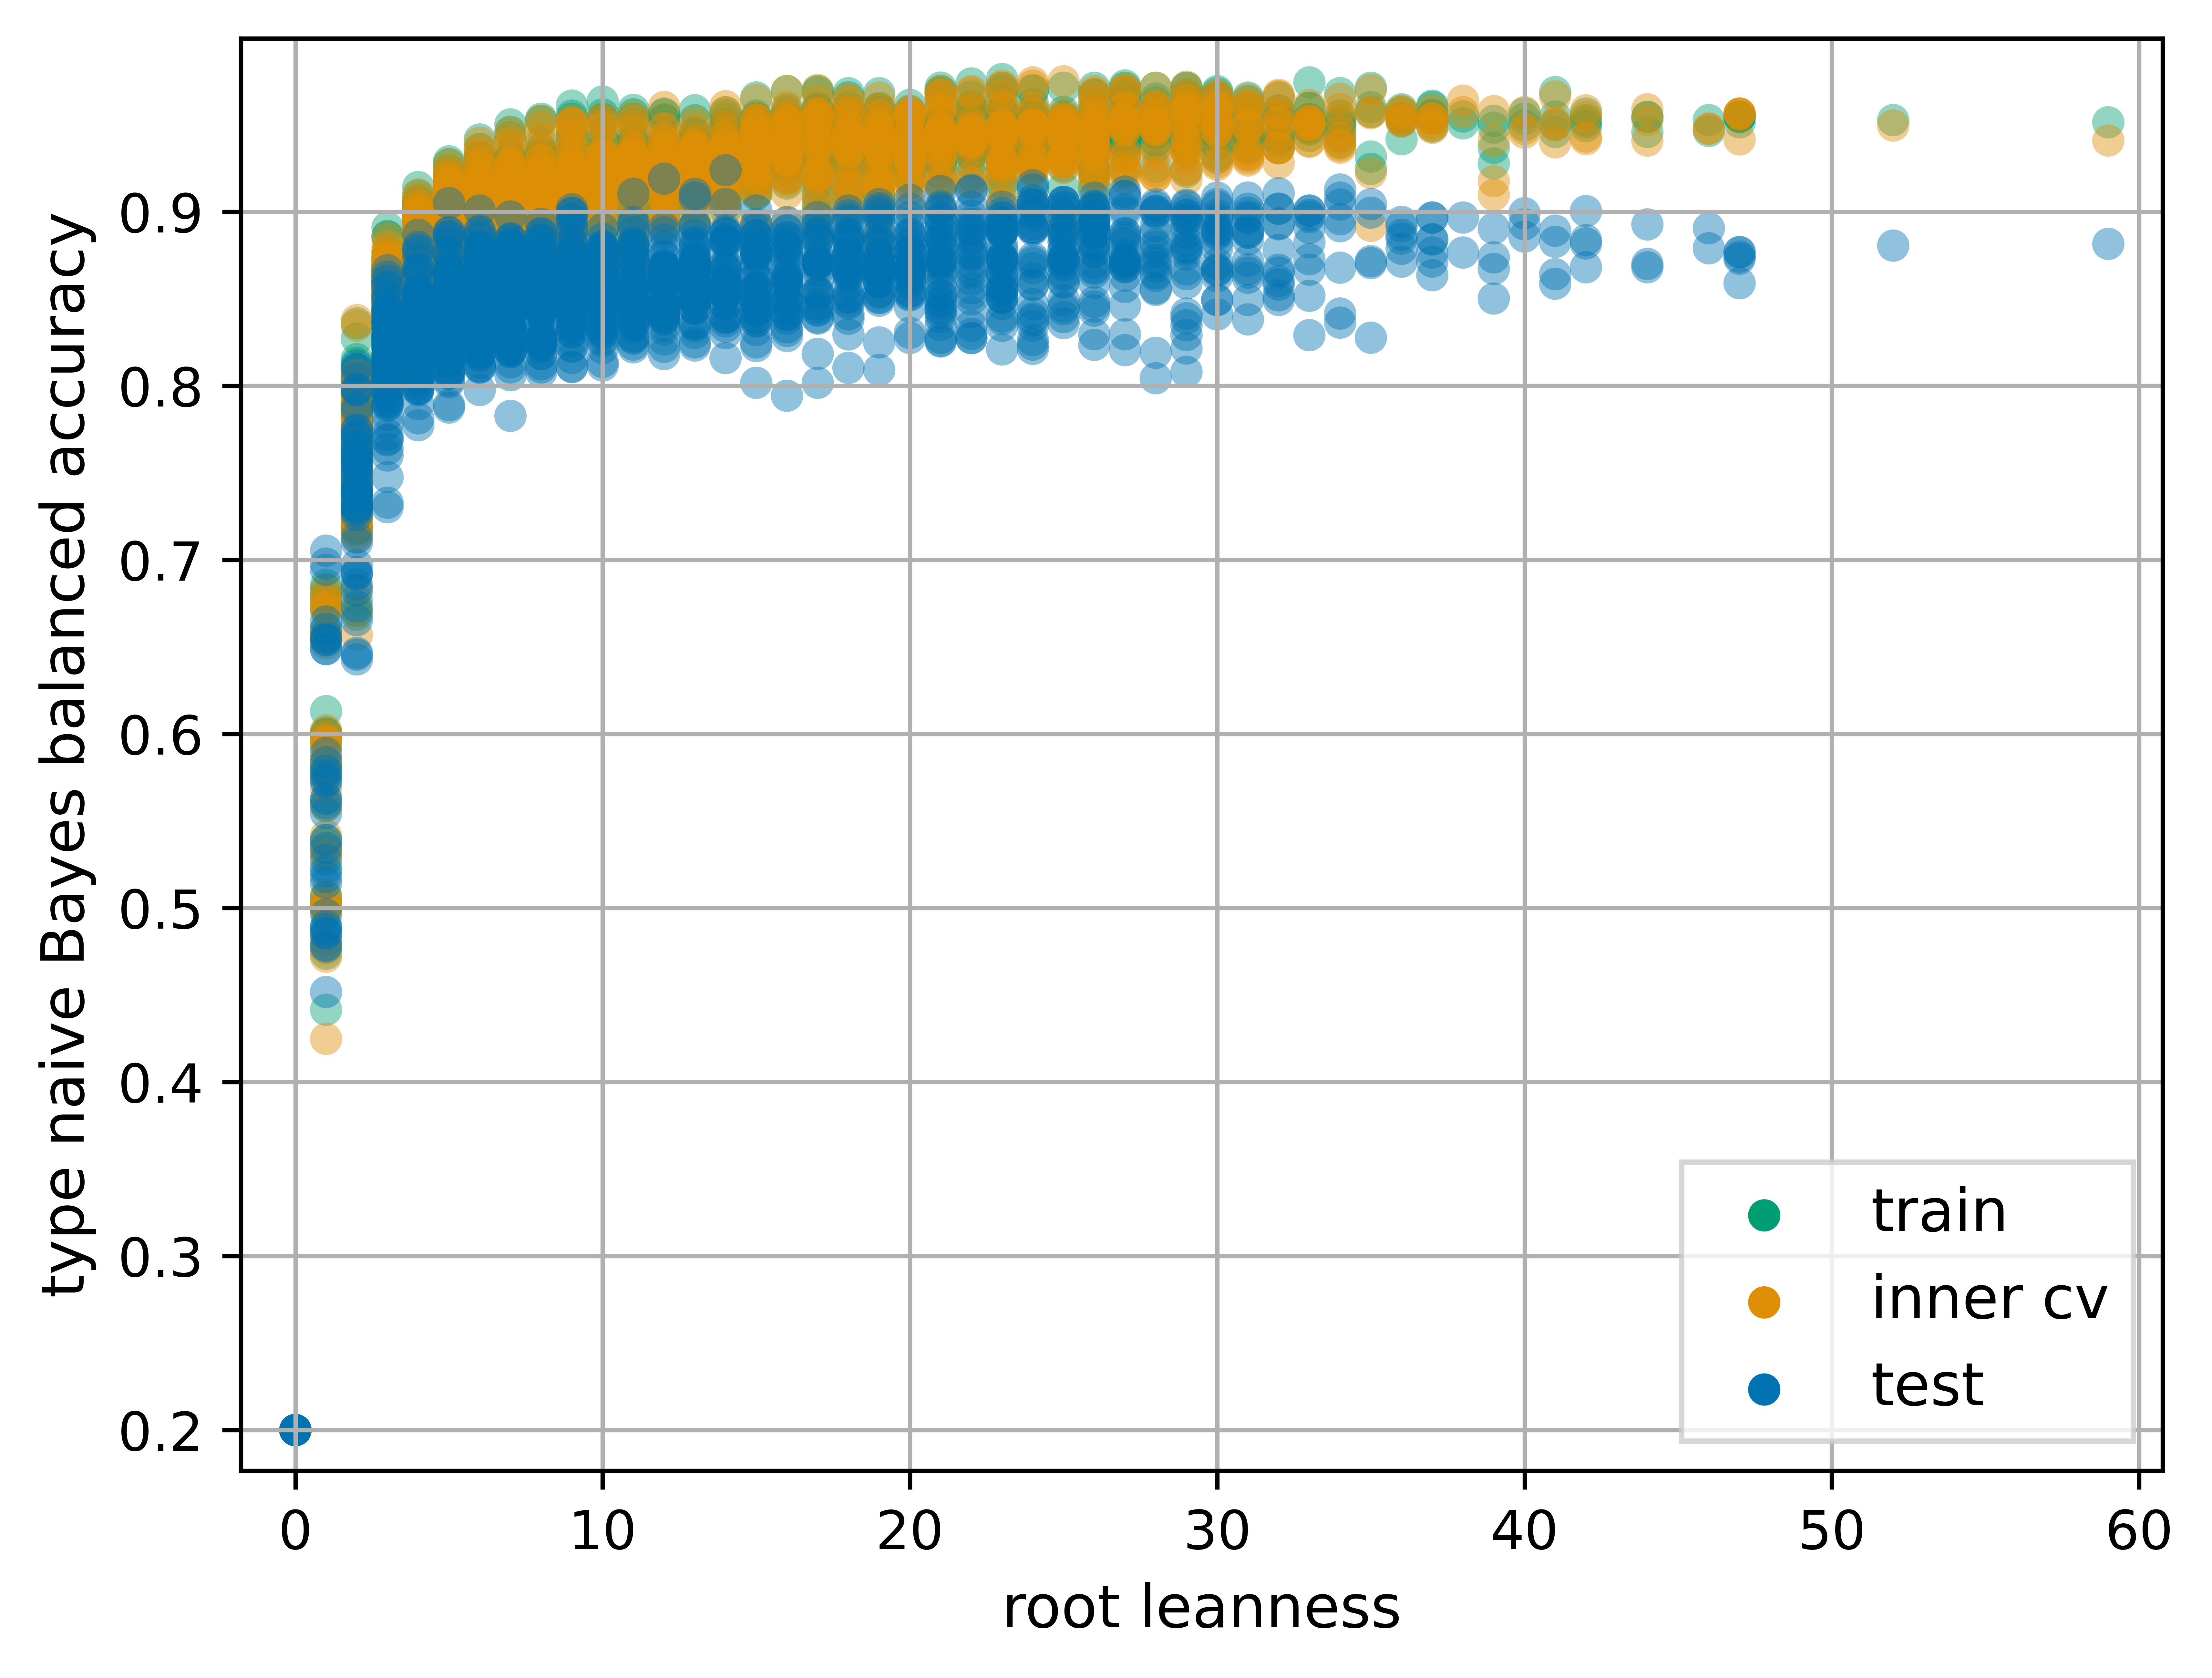 type naive Bayes balanced accuracy
0.9
0.8
0.7
0.6
0.5
0.4
0.3
0.2
0 10 20 30 40 50 60
root leanness
train
inner cv
test